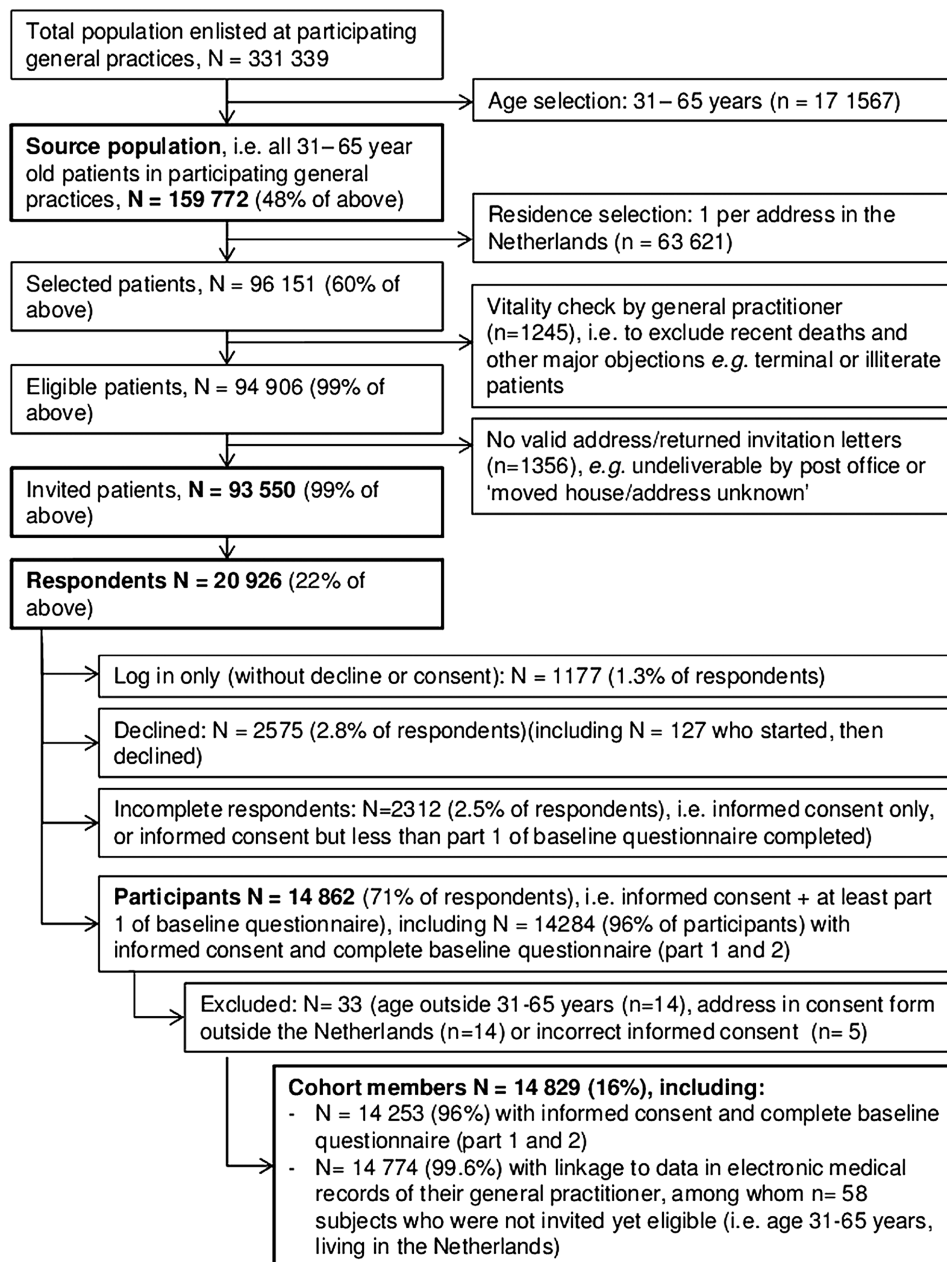 Total population enlisted at participating
general practices, N = 331 339
Age selection: 31– 65 years (n = 17 1567)
Source population, i.e. all 31– 65 year
old patients in participating general
practices, N = 159 772 (48% of above)
Residence selection: 1 per address in the
Netherlands (n = 63 621)
Selected patients, N = 96 151 (60% of
above)
Vitality check by general practitioner
(n=1245), i.e. to exclude recent deaths and
other major objections e.g. terminal or illiterate
patients
Eligible patients, N = 94 906 (99% of
above)
No valid address/returned invitation letters
(n=1356), e.g. undeliverable by post office or
‘moved house/address unknown’
Invited patients, N = 93 550 (99% of
above)
Respondents N = 20 926 (22% of
above)
Log in only (without decline or consent): N = 1177 (1.3% of respondents)
Declined: N = 2575 (2.8% of respondents)(including N = 127 who started, then
declined)
Incomplete respondents: N=2312 (2.5% of respondents), i.e. informed consent only,
or informed consent but less than part 1 of baseline questionnaire completed)
Participants N = 14 862 (71% of respondents), i.e. informed consent + at least part
1 of baseline questionnaire), including N = 14284 (96% of participants) with
informed consent and complete baseline questionnaire (part 1 and 2)
Excluded: N= 33 (age outside 31-65 years (n=14), address in consent form
outside the Netherlands (n=14) or incorrect informed consent (n= 5)
Cohort members N = 14 829 (16%), including:
- N = 14 253 (96%) with informed consent and complete baseline
questionnaire (part 1 and 2)
- N= 14 774 (99.6%) with linkage to data in electronic medical
records of their general practitioner, among whom n= 58
subjects who were not invited yet eligible (i.e. age 31-65 years,
living in the Netherlands)